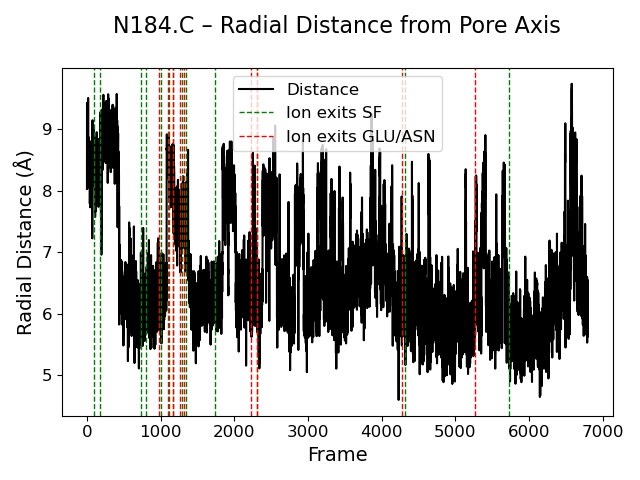 N184.C – Radial Distance from Pore Axis
Distance
Ion exits SF
Ion exits GLU/ASN
Radial Distance (Å)
9
8
7
6
5
0 1000 2000 3000 4000 5000 6000 7000
Frame